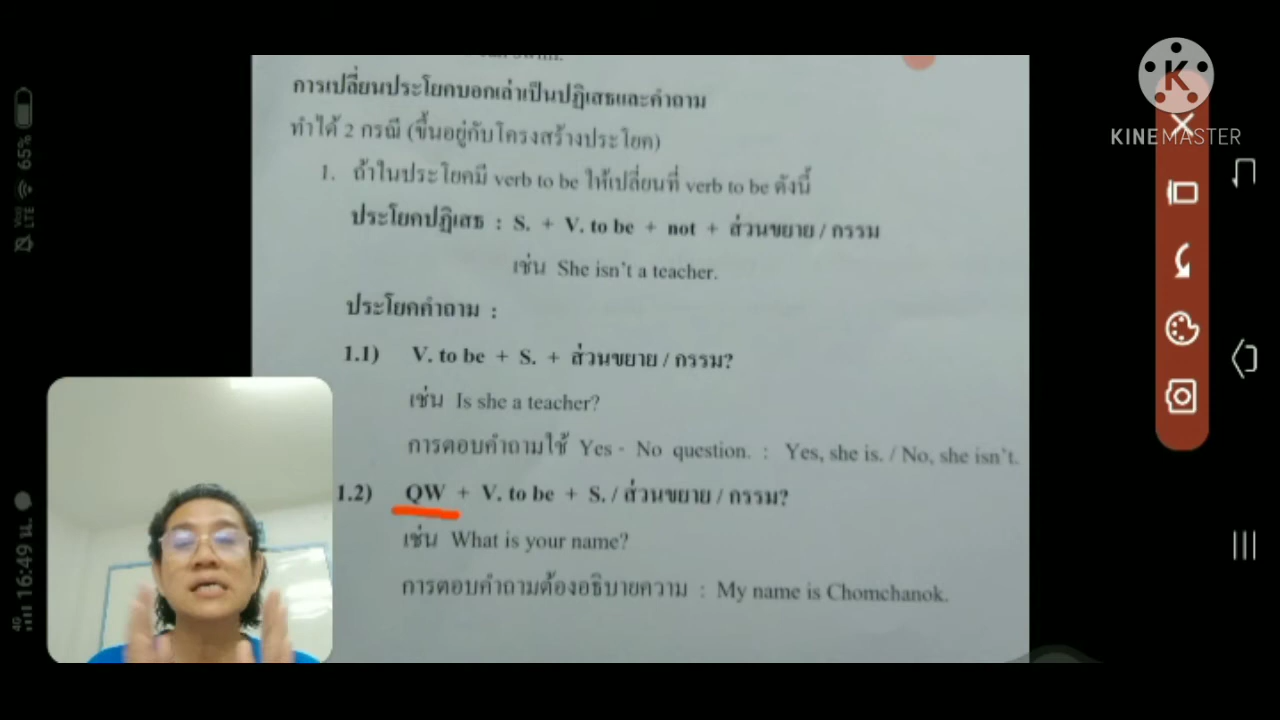 การเปลี่ยนประโยคบอกเล่าเป็นปฏิเสธและคำถาม
ทำได้ 2 กรณี (ขึ้นอยู่กับโครงสร้างประโยค)
1. ถ้าในประโยคมี verb to be ให้เปลี่ยนที่ verb to be ดังนี้
ประโยคปฏิเสธ : S. + V. to be + not + ส่วนขยาย / กรรม
เช่น She isn't a teacher.
ประโยคคำถาม :
1.1) V. to be + S. + ส่วนขยาย / กรรม?
เช่น Is she a teacher?
การตอบคำถามใช้ Yes - No question. : Yes, she is. / No, she isn't.
1.2) QW + V. to be + S. / ส่วนขยาย / กรรม?
เช่น What is your name?
การตอบคำถามต้องอธิบายความ : My name is Chomchanok.
K
KINEMASTER
65%
LTE
4G 16:49 น.